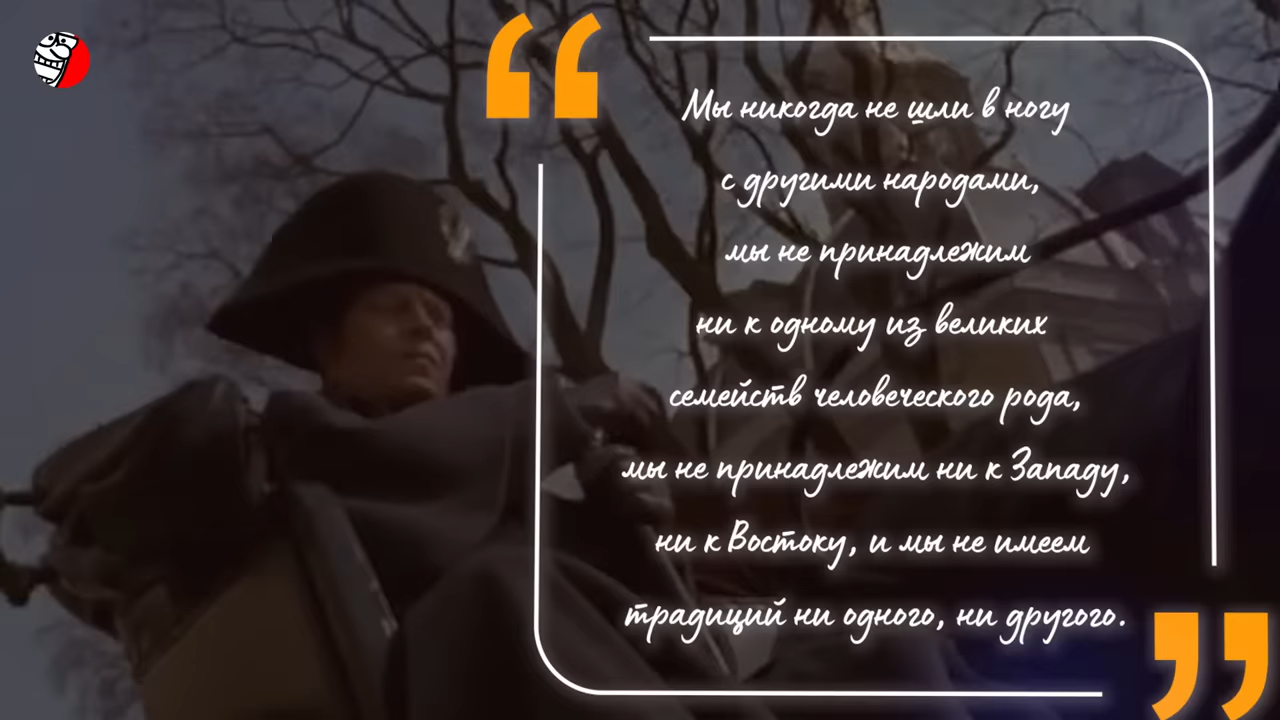 Мы никогда не шли в ногу
с другими народами,
мы не принадлежим
ни к одному из великих
семейств человеческого рода,
мы не принадлежим ни к Западу,
ни к Востоку, и мы не имеем
традиций ни одного, ни другого.